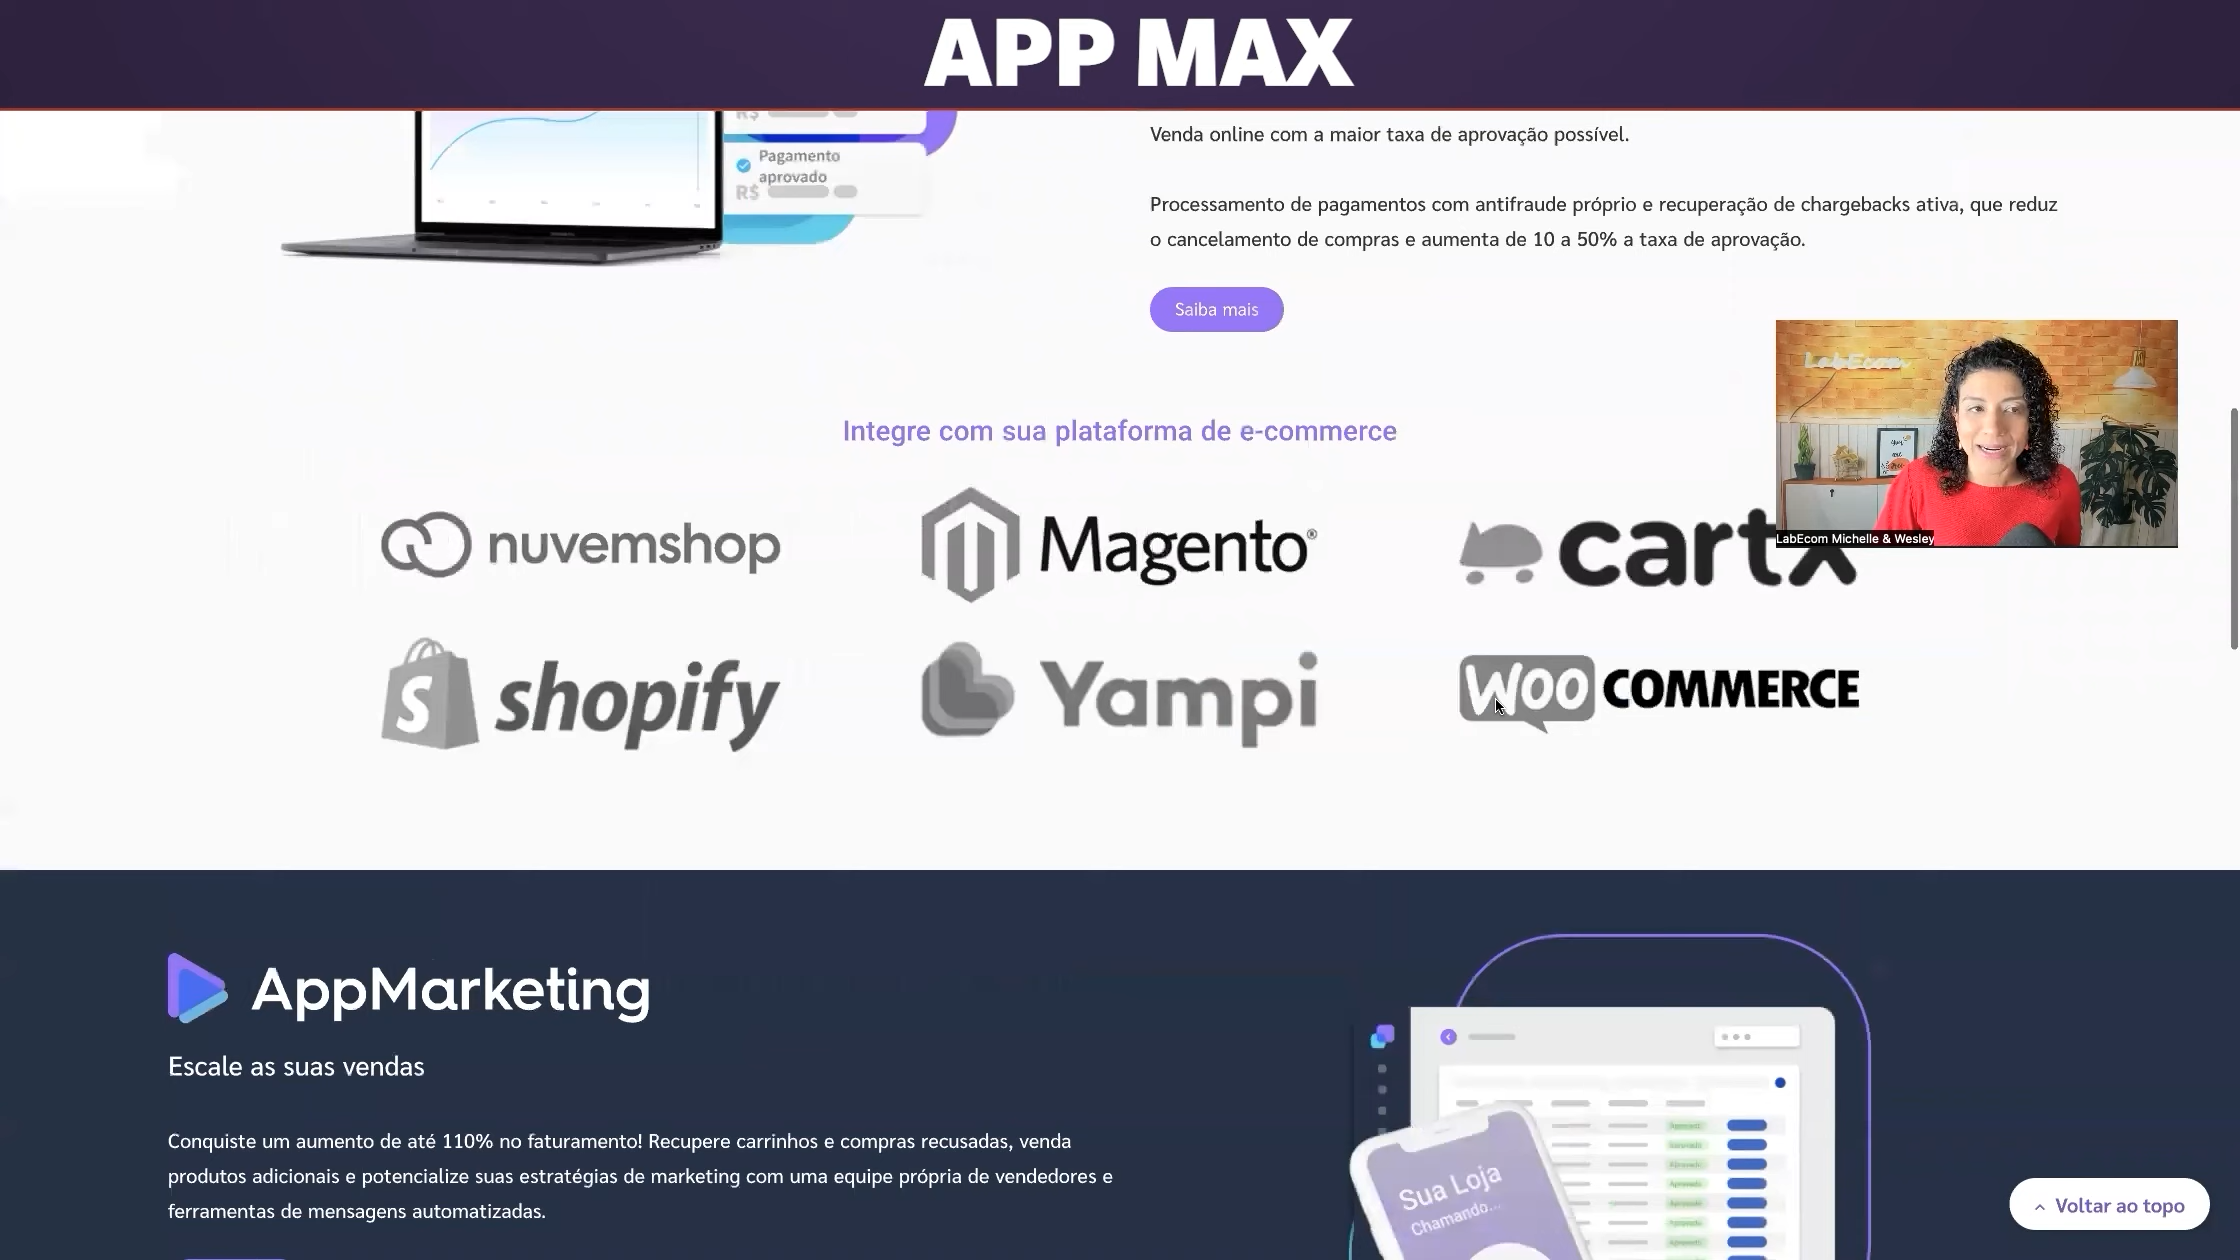 APP MAX
R$
Pagamento
aprovado
R$
Venda online com a maior taxa de aprovação possível.
Processamento de pagamentos com antifraude próprio e recuperação de chargebacks ativa, que reduz
o cancelamento de compras e aumenta de 10 a 50% a taxa de aprovação.
Saiba mais
Integre com sua plataforma de e-commerce
LabEcom
LabEcom Michelle & Wesley
nuvemshop
Magento®
cartx
shopify
Yampi
WOO COMMERCE
AppMarketing
Escale as suas vendas
Conquiste um aumento de até 110% no faturamento! Recupere carrinhos e compras recusadas, venda
produtos adicionais e potencialize suas estratégias de marketing com uma equipe própria de vendedores e
ferramentas de mensagens automatizadas.
Sua Loja
Chamando...
Voltar ao topo